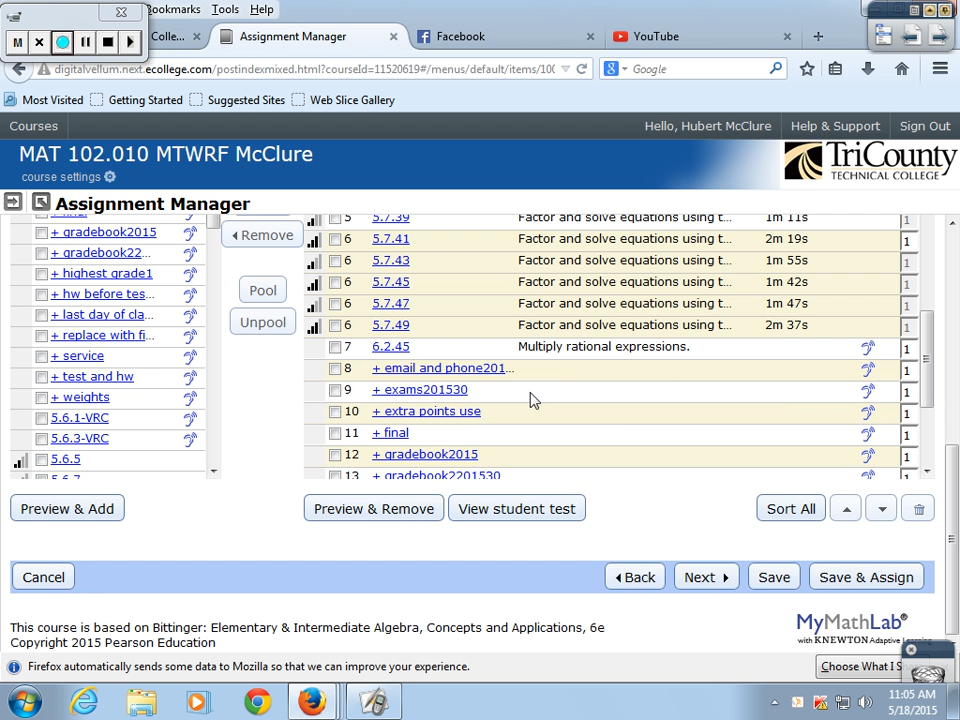 Bookmarks Tools Help
M
Colle...
Assignment Manager
Facebook
YouTube
digitalvellum.next.ecollege.com/postindexmixed.html?courseId=11520619#/menus/default/items/100
Google
Most Visited Getting Started Suggested Sites Web Slice Gallery
Courses
Hello, Hubert McClure Help & Support Sign Out
MAT 102.010 MTWRF McClure
course settings
TriCounty
TECHNICAL COLLEGE
Assignment Manager
+ final
+ gradebook2015
+ gradebook22...
+ highest grade1
+ hw before tes...
+ last day of cla...
+ replace with fi...
+ service
+ test and hw
+ weights
5.6.1-VRC
5.6.3-VRC
5.6.5
5.6.7
Remove
Pool
Unpool
5 5.7.39 Factor and solve equations using t... 1m 11s 1
6 5.7.41 Factor and solve equations using t... 2m 19s 1
6 5.7.43 Factor and solve equations using t... 1m 55s 1
6 5.7.45 Factor and solve equations using t... 1m 42s 1
6 5.7.47 Factor and solve equations using t... 1m 47s 1
6 5.7.49 Factor and solve equations using t... 2m 37s 1
7 6.2.45 Multiply rational expressions. 1
8 + email and phone201... 1
9 + exams201530 1
10 + extra points use 1
11 + final 1
12 + gradebook2015 1
13 + gradebook2201530 1
Preview & Add
Preview & Remove
View student test
Sort All
Cancel
Back
Next
Save
Save & Assign
This course is based on Bittinger: Elementary & Intermediate Algebra, Concepts and Applications, 6e
Copyright 2015 Pearson Education
MyMathLab®
with KNEWTON Adaptive
Firefox automatically sends some data to Mozilla so that we can improve your experience.
Choose What I
11:05 AM
5/18/2015